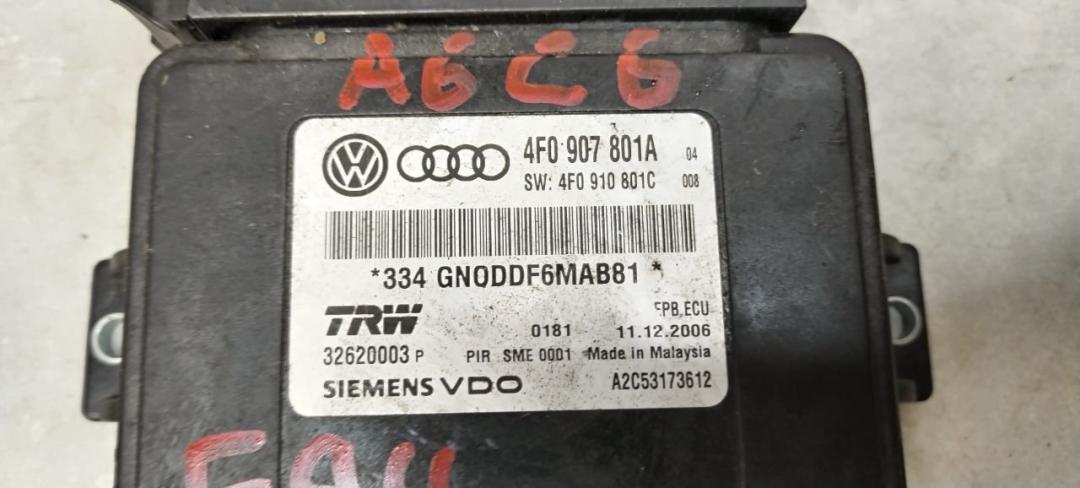 A6C6
4F0 907 801A 04
SW: 4F0 910 801C 008
*334 GNQDDF6MAB81 *
TRW EPB ECU
0181 11.12.2006
32620003 P PIR SME 0001 Made in Malaysia
SIEMENS VDO A2C53173612